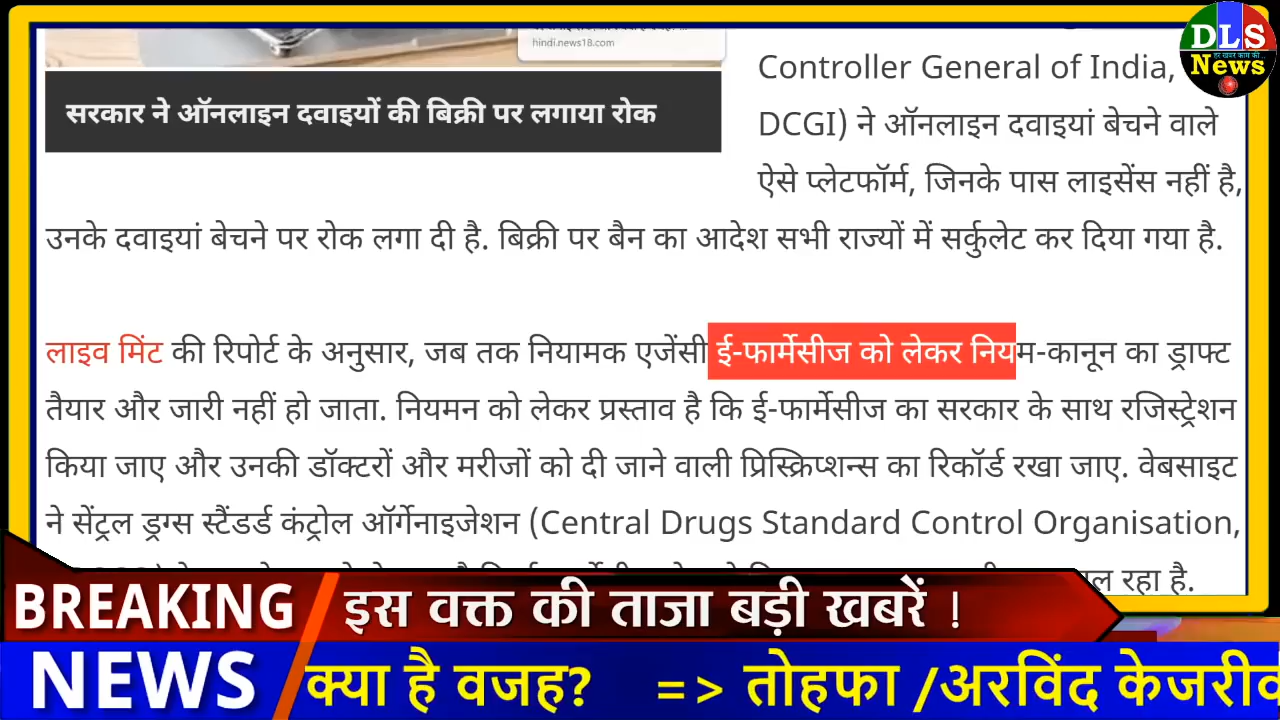 hindi.news18.com
सरकार ने ऑनलाइन दवाइयों की बिक्री पर लगाया रोक
Controller General of India,
DCGI) ने ऑनलाइन दवाइयां बेचने वाले
ऐसे प्लेटफॉर्म, जिनके पास लाइसेंस नहीं है,
उनके दवाइयां बेचने पर रोक लगा दी है. बिक्री पर बैन का आदेश सभी राज्यों में सर्कुलेट कर दिया गया है.
लाइव मिंट की रिपोर्ट के अनुसार, जब तक नियामक एजेंसी ई-फार्मेसीज को लेकर नियम-कानून का ड्राफ्ट
तैयार और जारी नहीं हो जाता. नियमन को लेकर प्रस्ताव है कि ई-फार्मेसीज का सरकार के साथ रजिस्ट्रेशन
किया जाए और उनकी डॉक्टरों और मरीजों को दी जाने वाली प्रिस्क्रिप्शन्स का रिकॉर्ड रखा जाए. वेबसाइट
ने सेंट्रल ड्रग्स स्टैंडर्ड कंट्रोल ऑर्गेनाइजेशन (Central Drugs Standard Control Organisation,
रहा है.
DLS
News
BREAKING
NEWS
इस वक्त की ताजा बड़ी खबरें !
क्या है वजह? => तोहफा /अरविंद